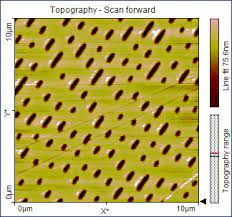 Topography - Scan forward
10µm
Line fit 75.6nm
Y*
Topography range
0µm
0µm
X*
10µm